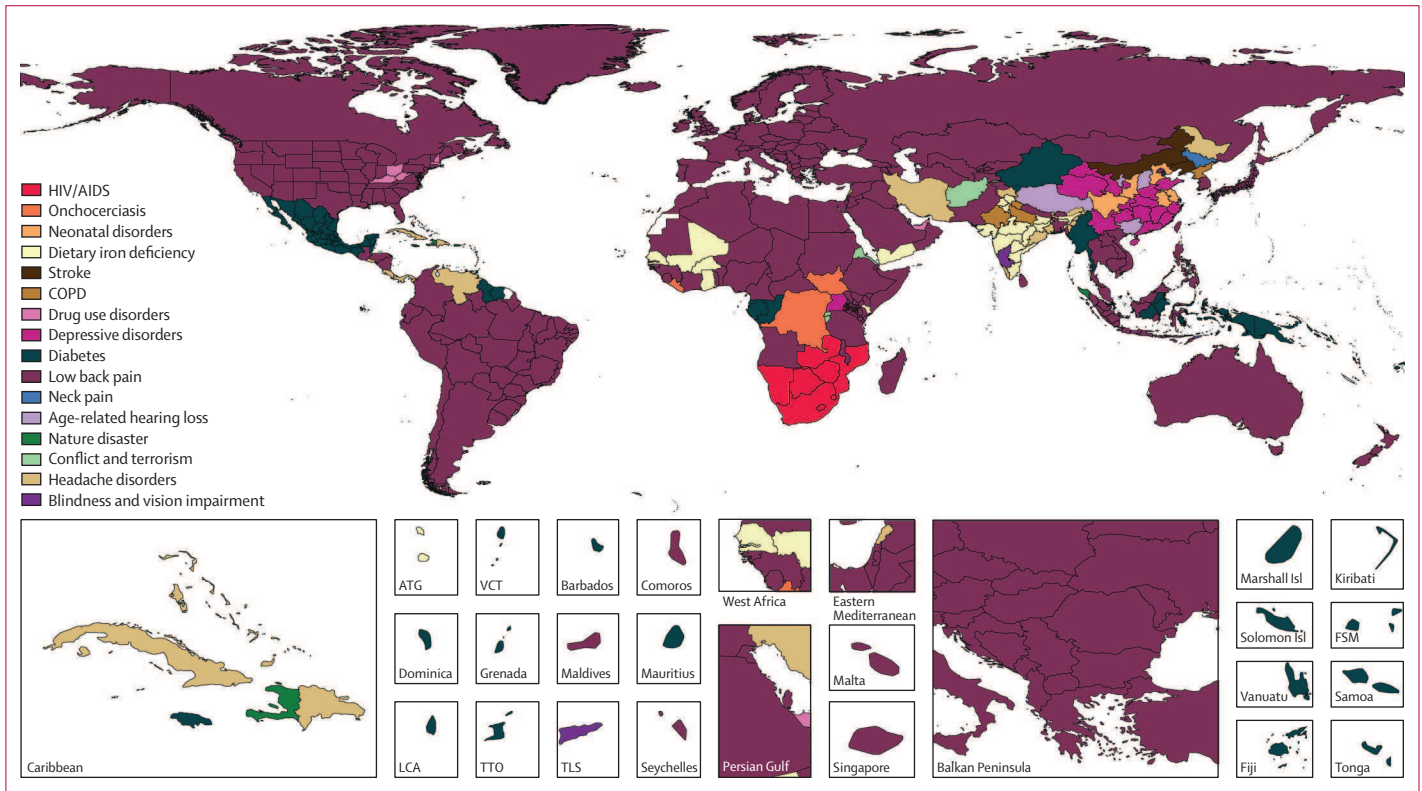 HIV/AIDS
Onchocerciasis
Neonatal disorders
Dietary iron deficiency
Stroke
COPD
Drug use disorders
Depressive disorders
Diabetes
Low back pain
Neck pain
Age-related hearing loss
Nature disaster
Conflict and terrorism
Headache disorders
Blindness and vision impairment
Caribbean
ATG
VCT
Barbados
Comoros
Dominica
Grenada
Maldives
Mauritius
LCA
TTO
TLS
Seychelles
West Africa
Eastern
Mediterranean
Persian Gulf
Malta
Singapore
Balkan Peninsula
Marshall Isl
Kiribati
Solomon Isl
FSM
Vanuatu
Samoa
Fiji
Tonga